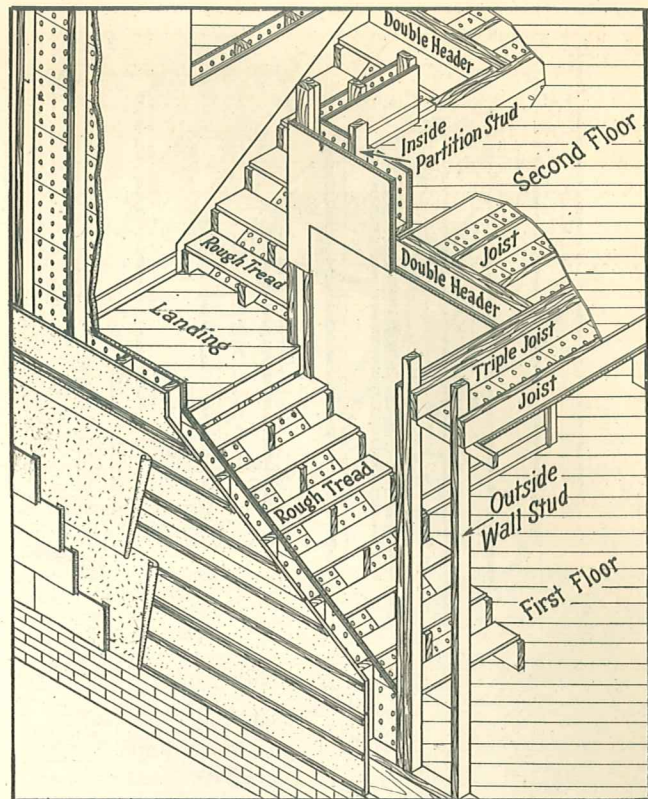 Double Header
Inside
Partition Stud
Second Floor
Joist
Rough Tread
Double Header
Landing
Triple Joist
Joist
Rough Tread
Outside
Wall Stud
First Floor